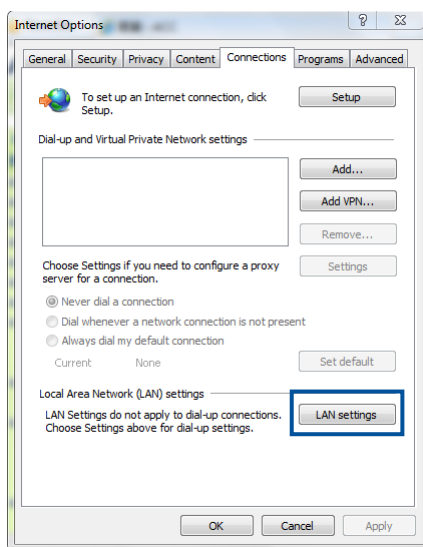 Internet Options
General Security Privacy Content Connections Programs Advanced
To set up an Internet connection, click
Setup.
Setup
Dial-up and Virtual Private Network settings
Add...
Add VPN...
Remove...
Choose Settings if you need to configure a proxy
server for a connection.
Settings
Never dial a connection
Dial whenever a network connection is not present
Always dial my default connection
Current None
Set default
Local Area Network (LAN) settings
LAN Settings do not apply to dial-up connections.
Choose Settings above for dial-up settings.
LAN settings
OK Cancel Apply